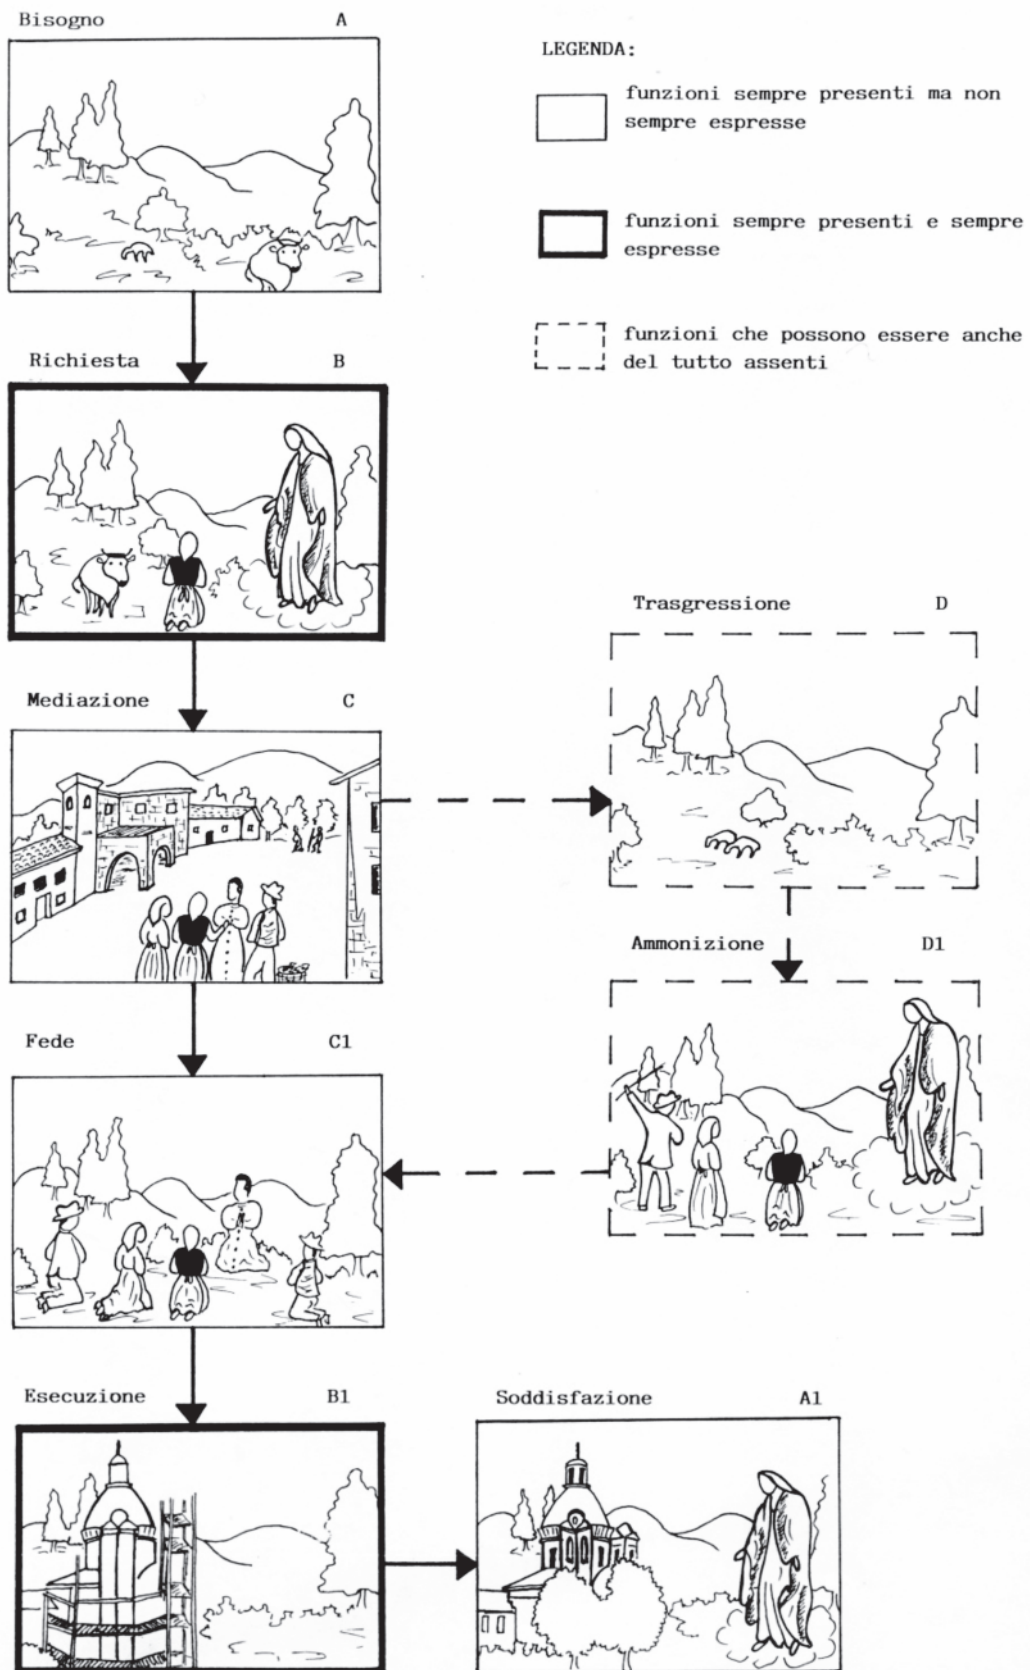 Bisogno A
LEGENDA:
funzioni sempre presenti ma non
sempre espresse
funzioni sempre presenti e sempre
espresse
funzioni che possono essere anche
del tutto assenti
Richiesta B
Mediazione C
Trasgressione D
Ammonizione D1
Fede C1
Esecuzione B1
Soddisfazione A1